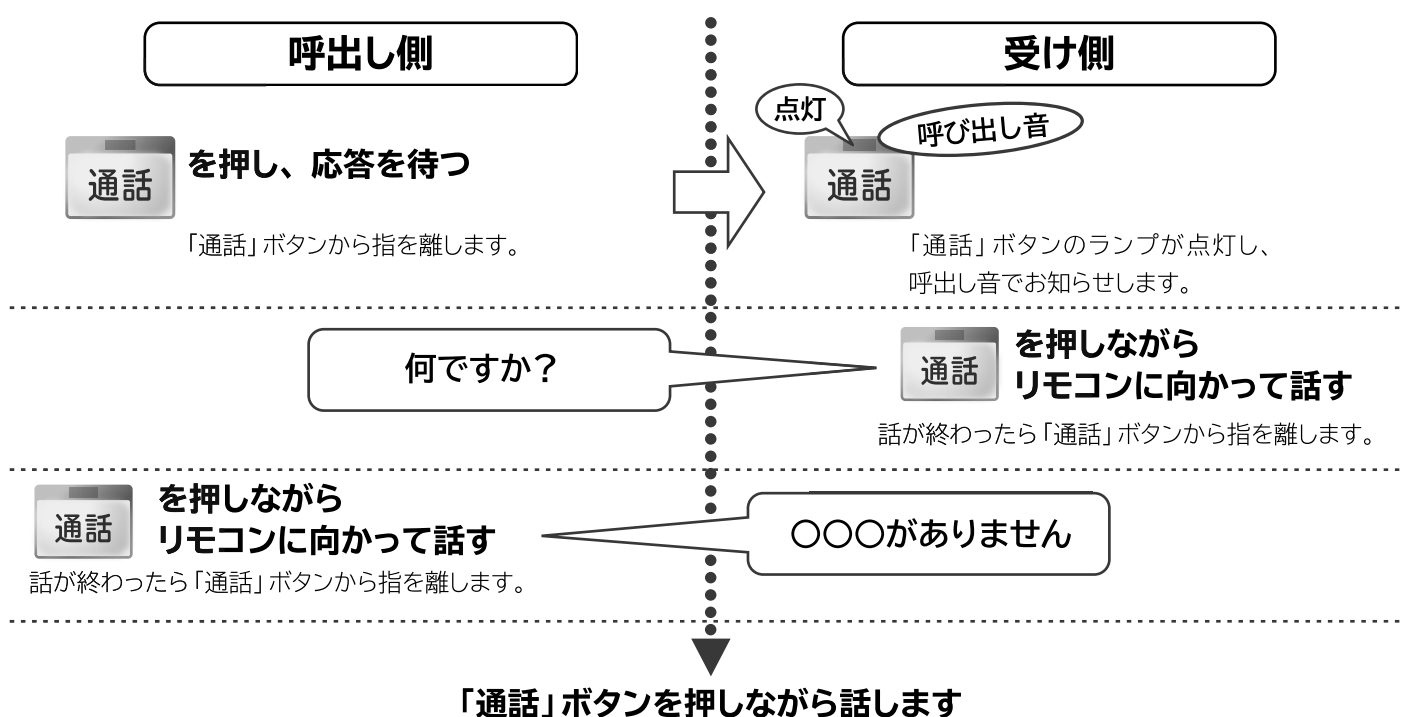 呼出し側
受け側
点灯
呼び出し音
通話
を押し、応答を待つ
通話
「通話」ボタンから指を離します。
「通話」ボタンのランプが点灯し、
呼出し音でお知らせします。
何ですか？
通話
を押しながら
リモコンに向かって話す
話が終わったら「通話」ボタンから指を離します。
通話
を押しながら
リモコンに向かって話す
話が終わったら「通話」ボタンから指を離します。
○○○がありません
「通話」ボタンを押しながら話します